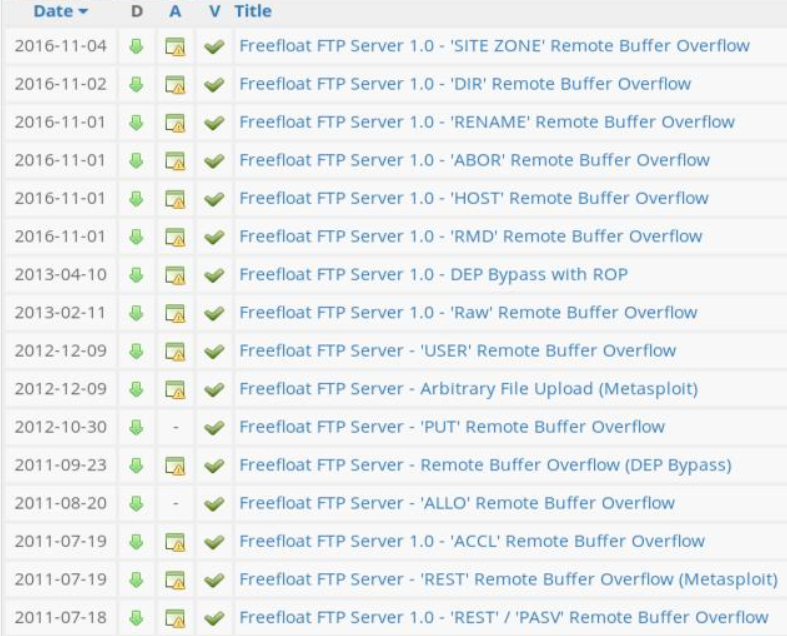 Date D A V Title
2016-11-04 Freefloat FTP Server 1.0 - 'SITE ZONE' Remote Buffer Overflow
2016-11-02 Freefloat FTP Server 1.0 - 'DIR' Remote Buffer Overflow
2016-11-01 Freefloat FTP Server 1.0 - 'RENAME' Remote Buffer Overflow
2016-11-01 Freefloat FTP Server 1.0 - 'ABOR' Remote Buffer Overflow
2016-11-01 Freefloat FTP Server 1.0 - 'HOST' Remote Buffer Overflow
2016-11-01 Freefloat FTP Server 1.0 - 'RMD' Remote Buffer Overflow
2013-04-10 Freefloat FTP Server 1.0 - DEP Bypass with ROP
2013-02-11 Freefloat FTP Server 1.0 - 'Raw' Remote Buffer Overflow
2012-12-09 Freefloat FTP Server - 'USER' Remote Buffer Overflow
2012-12-09 Freefloat FTP Server - Arbitrary File Upload (Metasploit)
2012-10-30 - Freefloat FTP Server - 'PUT' Remote Buffer Overflow
2011-09-23 Freefloat FTP Server - Remote Buffer Overflow (DEP Bypass)
2011-08-20 - Freefloat FTP Server - 'ALLO' Remote Buffer Overflow
2011-07-19 Freefloat FTP Server 1.0 - 'ACCL' Remote Buffer Overflow
2011-07-19 Freefloat FTP Server - 'REST' Remote Buffer Overflow (Metasploit)
2011-07-18 Freefloat FTP Server 1.0 - 'REST' / 'PASV' Remote Buffer Overflow